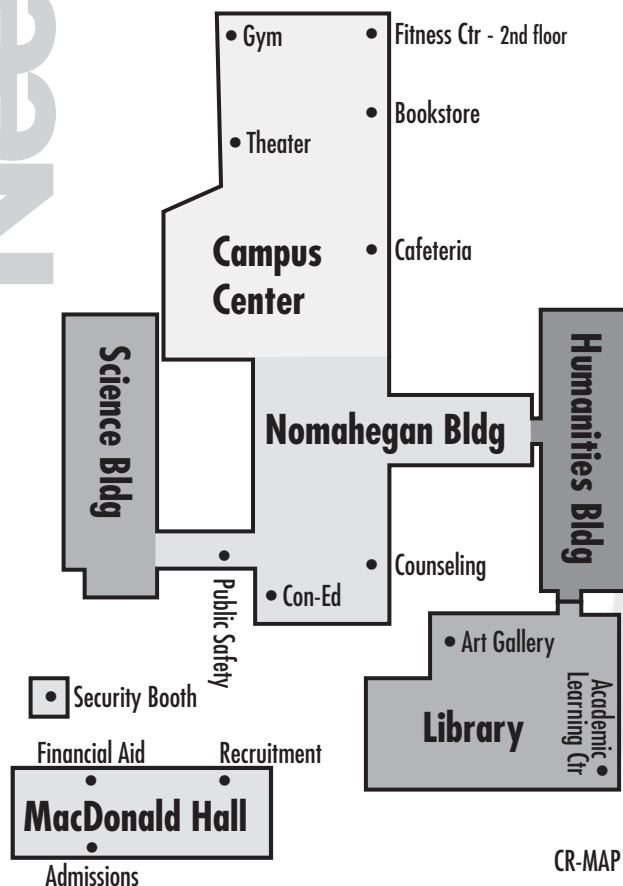 Gym
Fitness Ctr - 2nd floor
Bookstore
Theater
Cafeteria
Campus
Center
Science Bldg
Humanities Bldg
Nomahegan Bldg
Public Safety
Counseling
Con-Ed
Art Gallery
Academic
Learning Ctr
Library
Security Booth
Financial Aid
Recruitment
MacDonald Hall
Admissions
CR-MAP